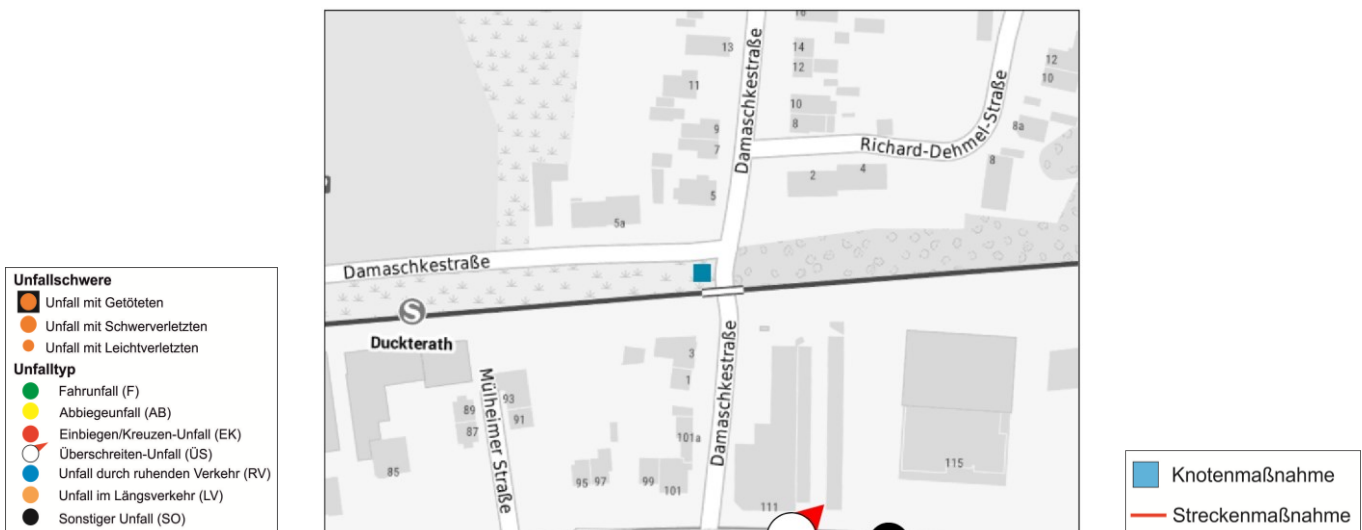 Unfallschwere
Unfall mit Getöteten
Unfall mit Schwerverletzten
Unfall mit Leichtverletzten
Unfalltyp
Fahrunfall (F)
Abbiegeunfall (AB)
Einbiegen/Kreuzen-Unfall (EK)
Überschreiten-Unfall (ÜS)
Unfall durch ruhenden Verkehr (RV)
Unfall im Längsverkehr (LV)
Sonstiger Unfall (SO)
13
14
12
11
10
8
9
7
5
5a
2
4
8
8a
12
10
Damaschkestraße
Richard-Dehmel-Straße
Damaschkestraße
S
Duckterath
Damaschkestraße
Mülheimer Straße
3
1
101a
93
91
89
87
85
95
97
99
101
111
115
Knotenmaßnahme
Streckenmaßnahme